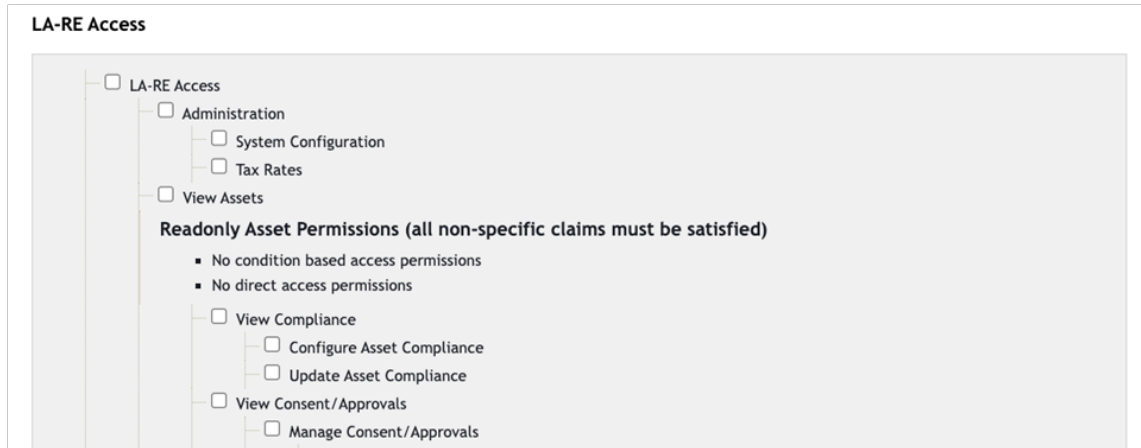 LA-RE Access
LA-RE Access
Administration
System Configuration
Tax Rates
View Assets
Readonly Asset Permissions (all non-specific claims must be satisfied)
No condition based access permissions
No direct access permissions
View Compliance
Configure Asset Compliance
Update Asset Compliance
View Consent/Approvals
Manage Consent/Approvals